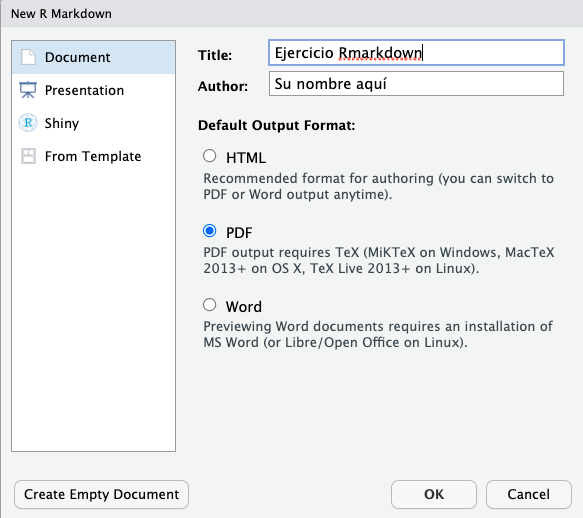 New R Markdown
Document
Presentation
R Shiny
From Template
Title: Ejercicio Rmarkdown
Author: Su nombre aquí
Default Output Format:
HTML
Recommended format for authoring (you can switch to
PDF or Word output anytime).
PDF
PDF output requires TeX (MiKTeX on Windows, MacTeX
2013+ on OS X, TeX Live 2013+ on Linux).
Word
Previewing Word documents requires an installation of
MS Word (or Libre/Open Office on Linux).
Create Empty Document
OK
Cancel